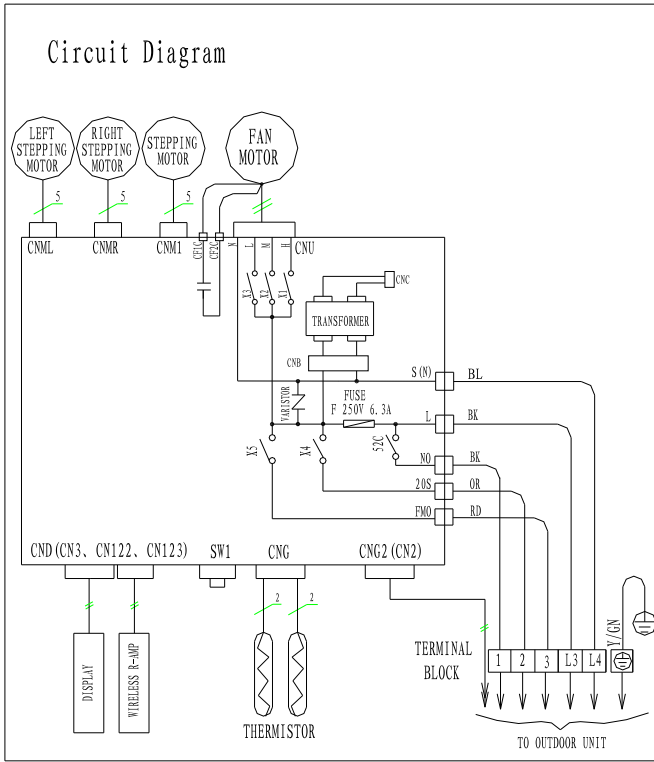 Circuit Diagram
LEFT
STEPPING
MOTOR
RIGHT
STEPPING
MOTOR
STEPPING
MOTOR
FAN
MOTOR
5
5
5
CNML
CNMR
CNM1
CF1C
CF2C
N
L
M
H
CNU
X3
X2
X1
CNC
TRANSFORMER
CNB
S(N)
BL
VARISTOR
FUSE
F 250V 6.3A
L
BK
X5
X4
52C
NO
BK
20S
OR
FMO
RD
CND(CN3、CN122、CN123)
SW1
CNG
CNG2(CN2)
2
2
DISPLAY
WIRELESS R-AMP
THERMISTOR
TERMINAL
BLOCK
Y/GN
1
2
3
L3
L4
TO OUTDOOR UNIT